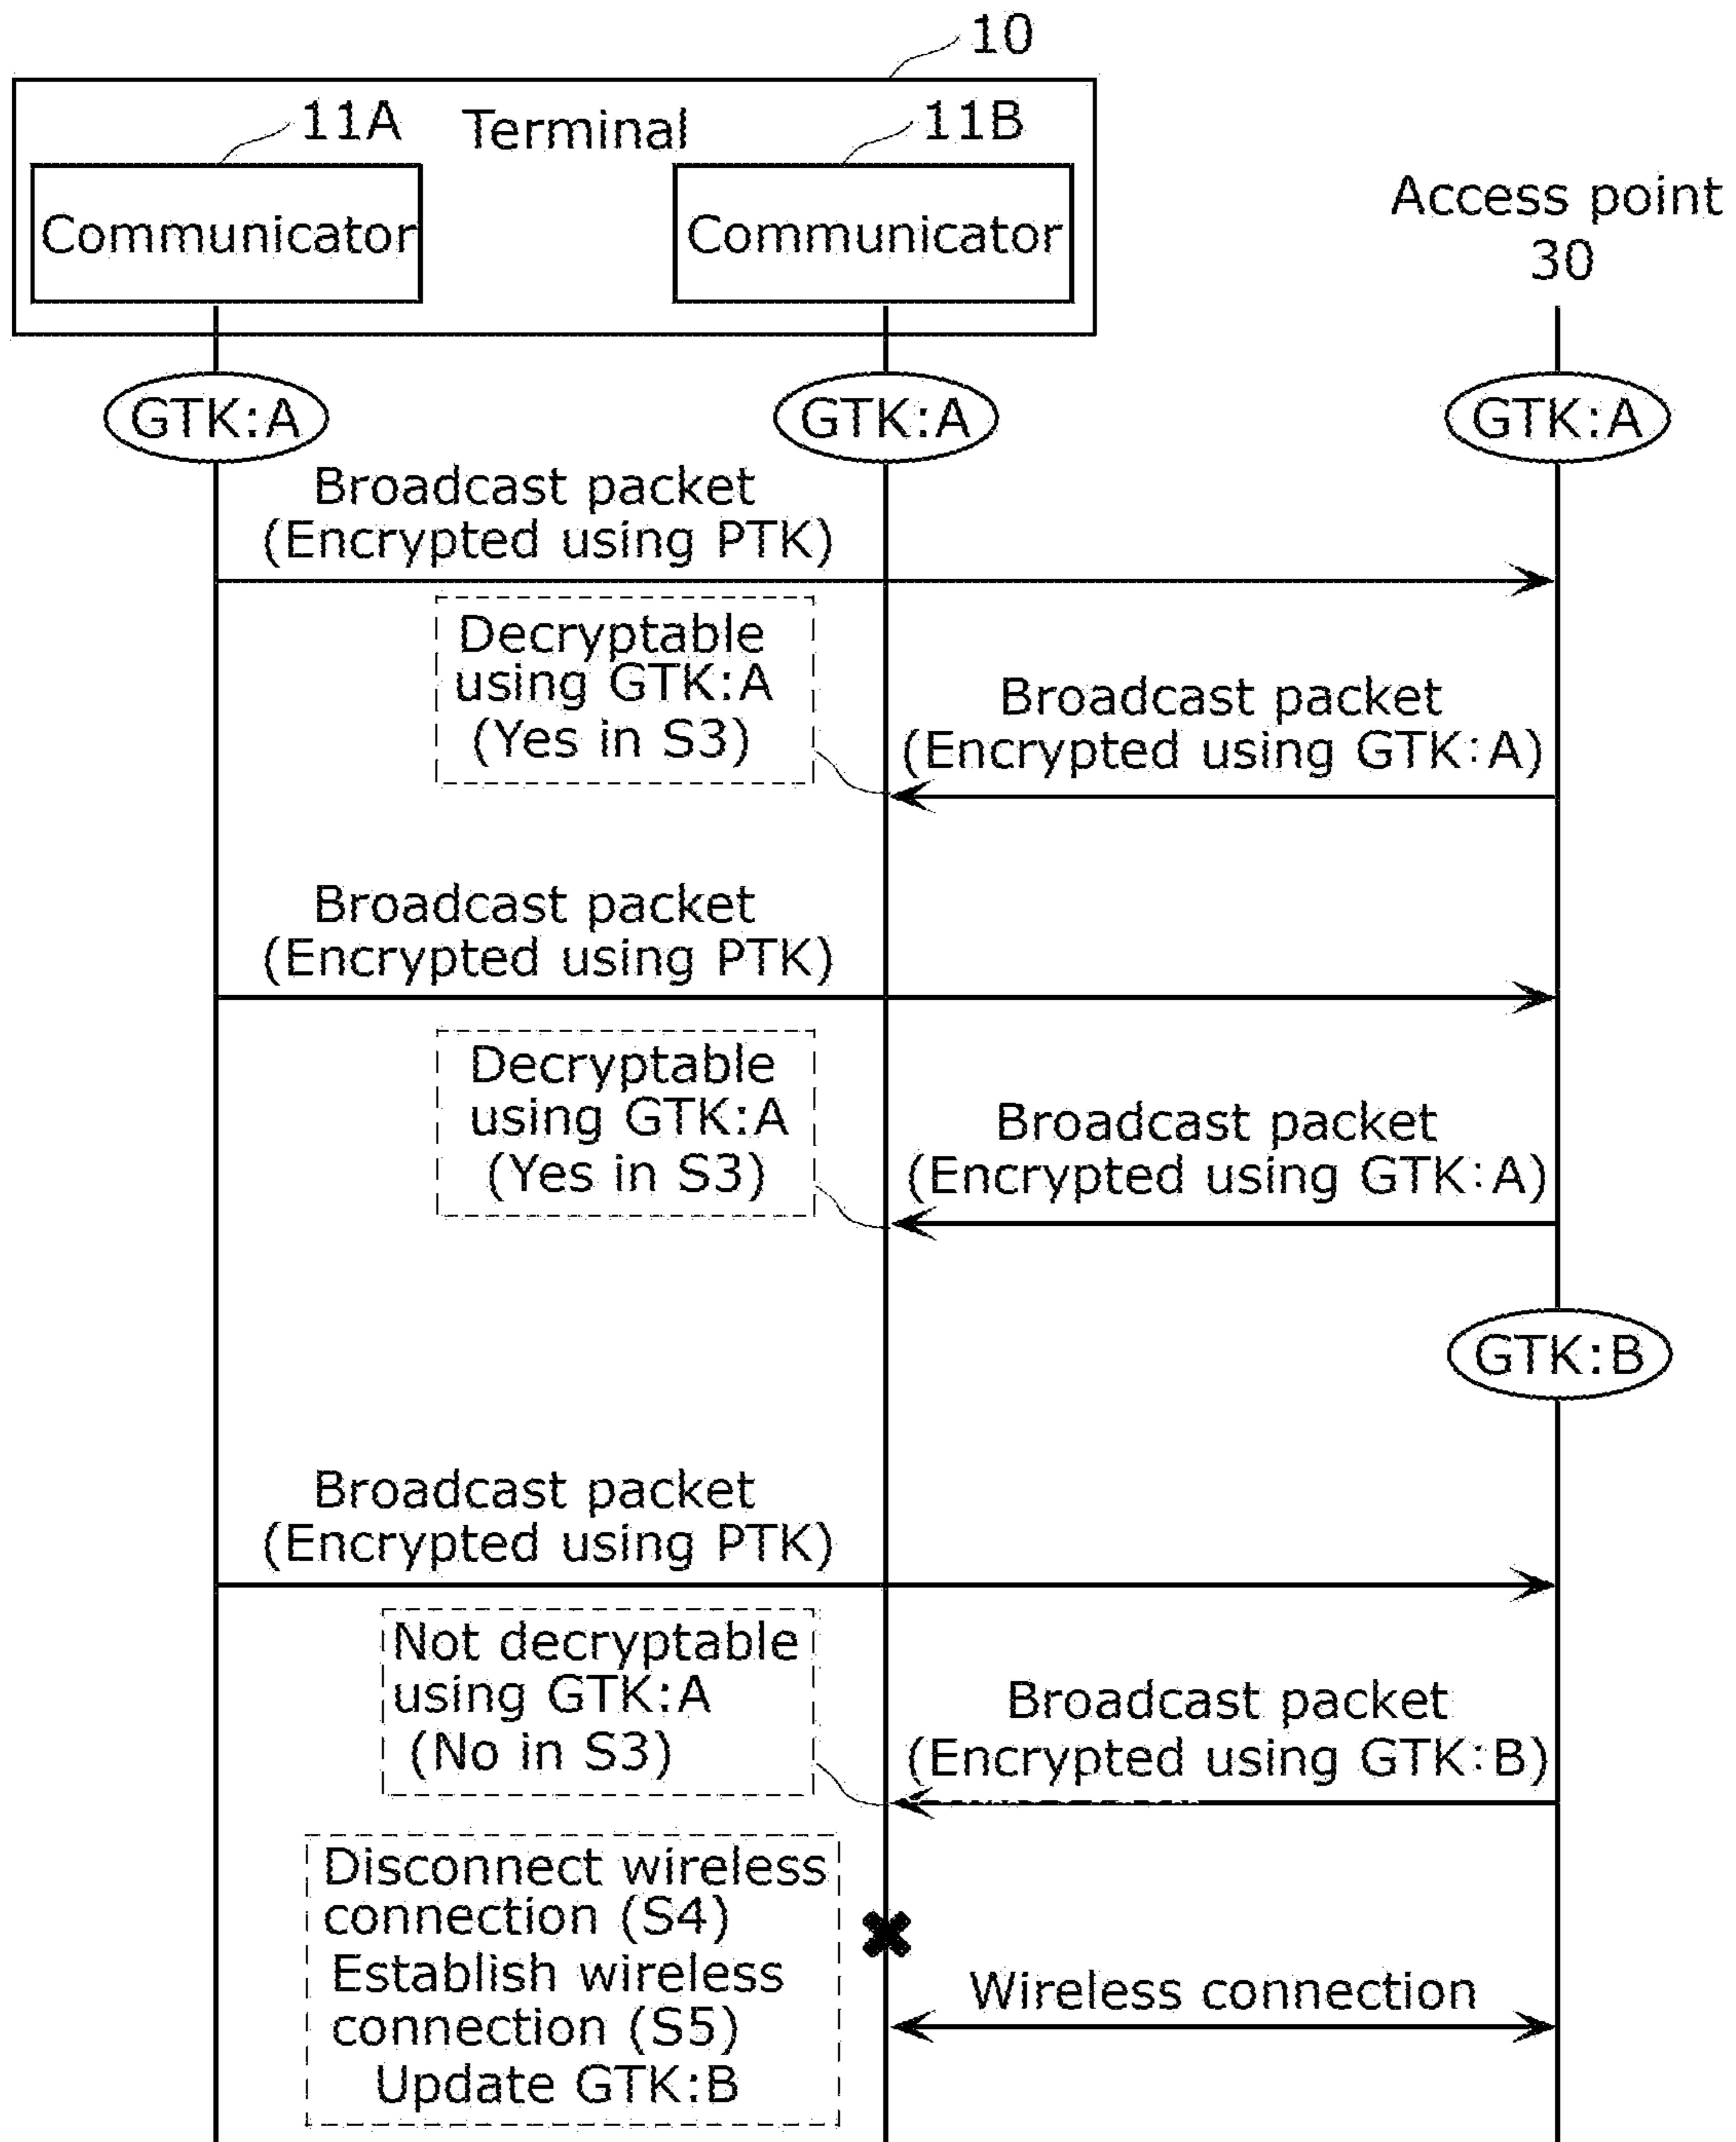 10
11A
Terminal
11B
Communicator
Communicator
Access point
30
GTK:A
GTK:A
GTK:A
Broadcast packet
(Encrypted using PTK)
Decryptable
using GTK:A
(Yes in S3)
Broadcast packet
(Encrypted using GTK:A)
Broadcast packet
(Encrypted using PTK)
Decryptable
using GTK:A
(Yes in S3)
Broadcast packet
(Encrypted using GTK:A)
GTK:B
Broadcast packet
(Encrypted using PTK)
Not decryptable
using GTK:A
(No in S3)
Broadcast packet
(Encrypted using GTK:B)
Disconnect wireless
connection (S4)
Establish wireless
connection (S5)
Update GTK:B
Wireless connection